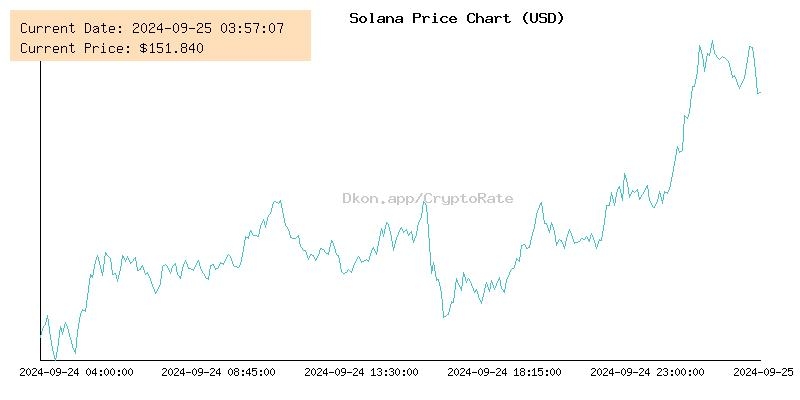 Solana Price Chart (USD)
Current Date: 2024-09-25 03:57:07
Current Price: $151.840
Dkon.app/CryptoRate
2024-09-24 04:00:00 2024-09-24 08:45:00 2024-09-24 13:30:00 2024-09-24 18:15:00 2024-09-24 23:00:00 2024-09-25